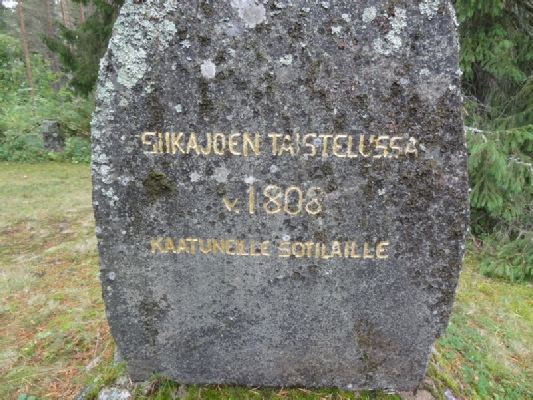 SIIKAJOEN TAISTELUSSA
v. 1808
KAATUNEILLE SOTILAILLE